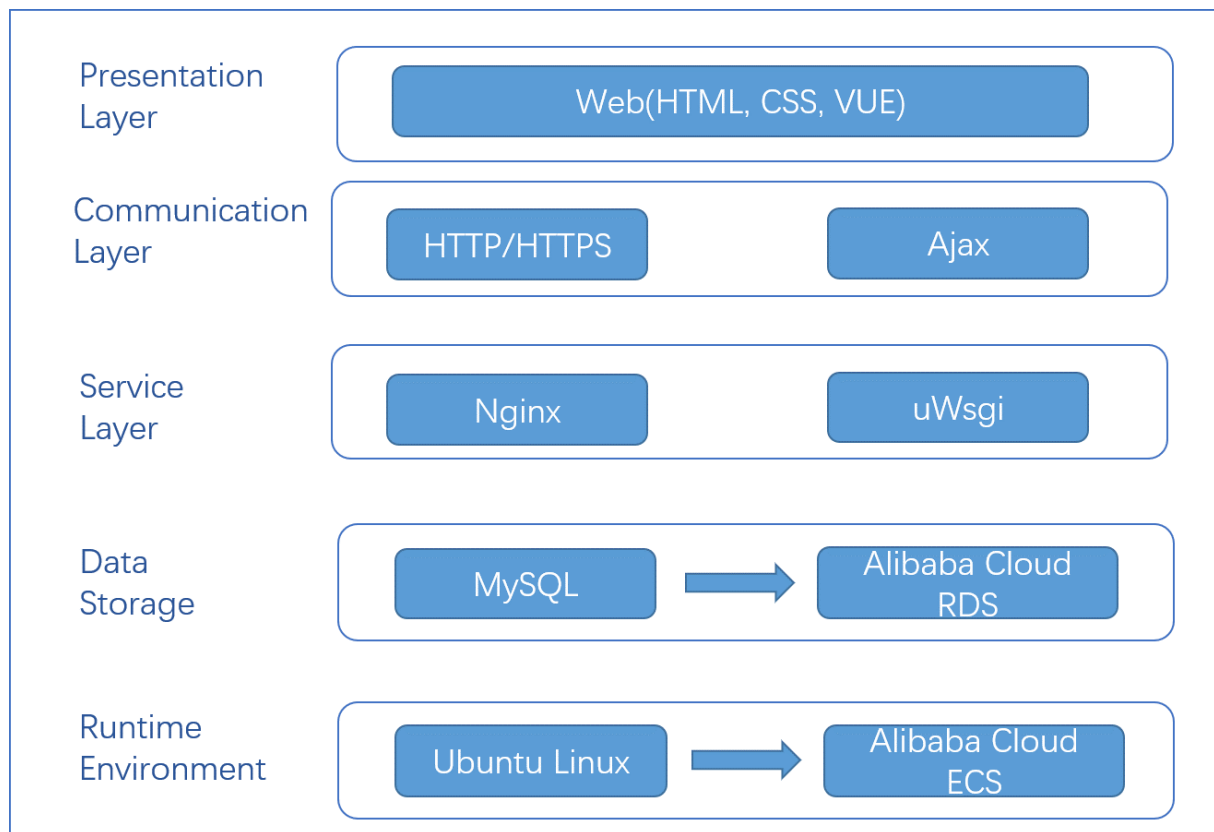 Presentation
Layer
Web(HTML, CSS, VUE)
Communication
Layer
HTTP/HTTPS
Ajax
Service
Layer
Nginx
uWsgi
Data
Storage
MySQL
Alibaba Cloud
RDS
Runtime
Environment
Ubuntu Linux
Alibaba Cloud
ECS